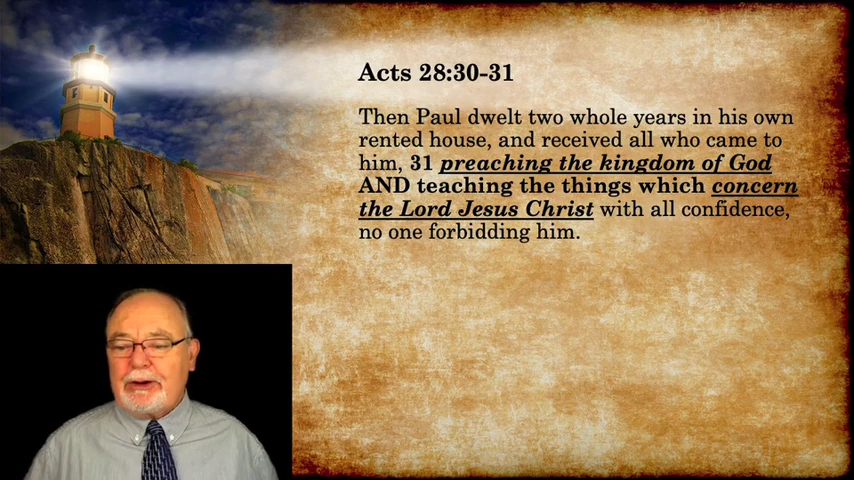 Acts 28:30-31
Then Paul dwelt two whole years in his own
rented house, and received all who came to
him, 31 preaching the kingdom of God
AND teaching the things which concern
the Lord Jesus Christ with all confidence,
no one forbidding him.